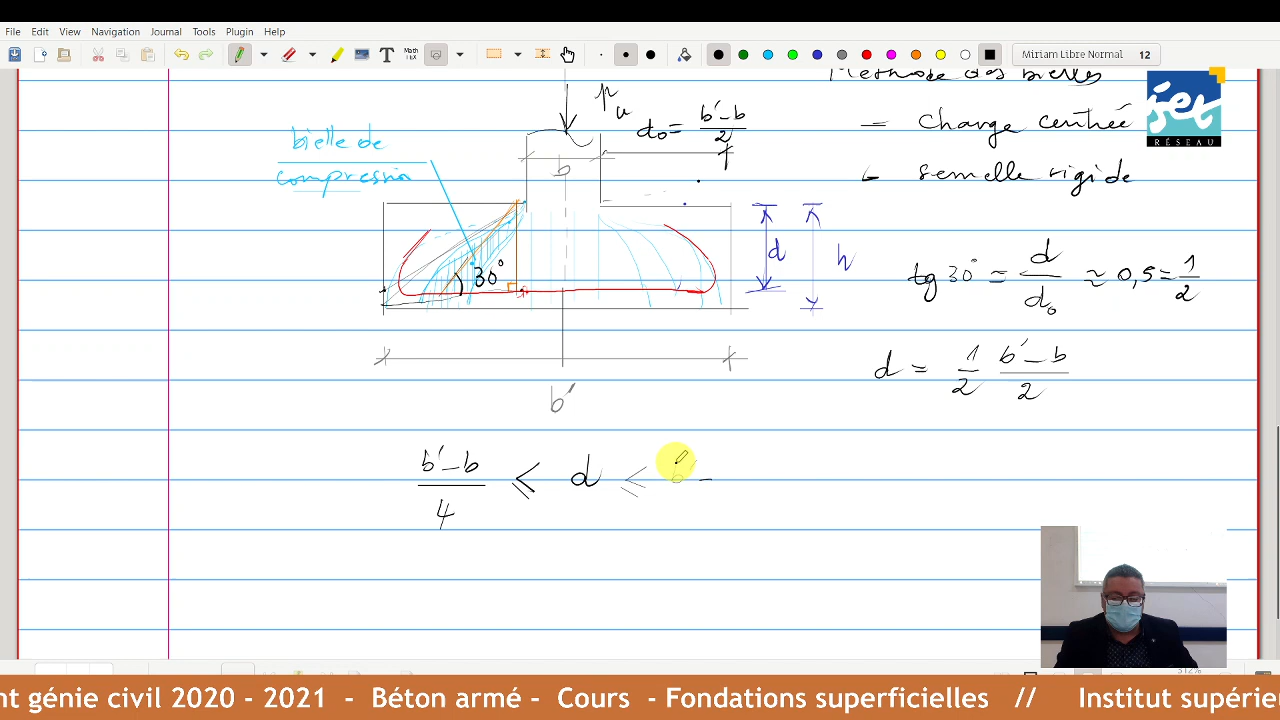 File Edit View Navigation Journal Tools Plugin Help
Miriam Libre Normal 12
Méthode des bielles
iset
RÉSEAU
= charge centrée
semelle rigide
Pu
d₀ = b'-b / 2
bielle de
compression
b
30°
d
h
tg 30° = d / d₀ ≈ 0,5 = 1/2
d = 1/2 b'-b / 2
b'
b'-b / 4 ≤ d ≤ b' -
nt génie civil 2020 - 2021 - Béton armé - Cours - Fondations superficielles // Institut supérie